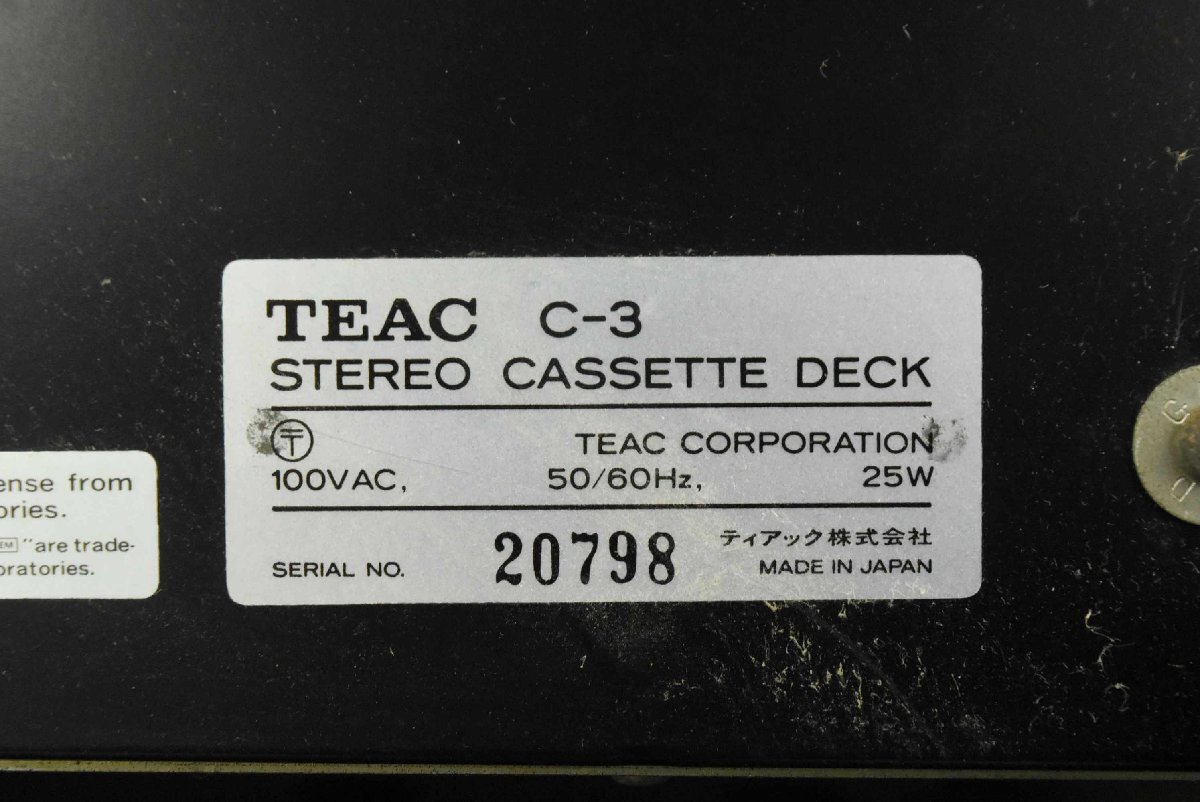 TEAC C-3
STEREO CASSETTE DECK
〒 TEAC CORPORATION
100VAC, 50/60Hz, 25W
SERIAL NO. 20798 ティアック株式会社
MADE IN JAPAN
ense from
ories.
"are trade-
oratories.
G
D